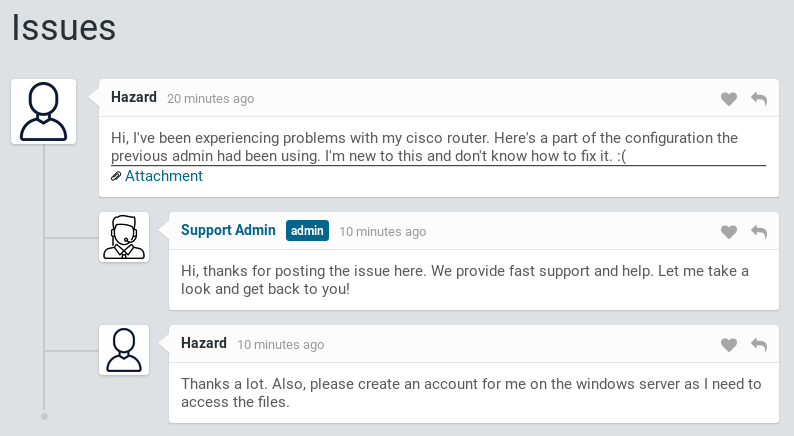 Issues
Hazard 20 minutes ago
Hi, I've been experiencing problems with my cisco router. Here's a part of the configuration the
previous admin had been using. I'm new to this and don't know how to fix it. :(
Attachment
Support Admin admin 10 minutes ago
Hi, thanks for posting the issue here. We provide fast support and help. Let me take a
look and get back to you!
Hazard 10 minutes ago
Thanks a lot. Also, please create an account for me on the windows server as I need to
access the files.